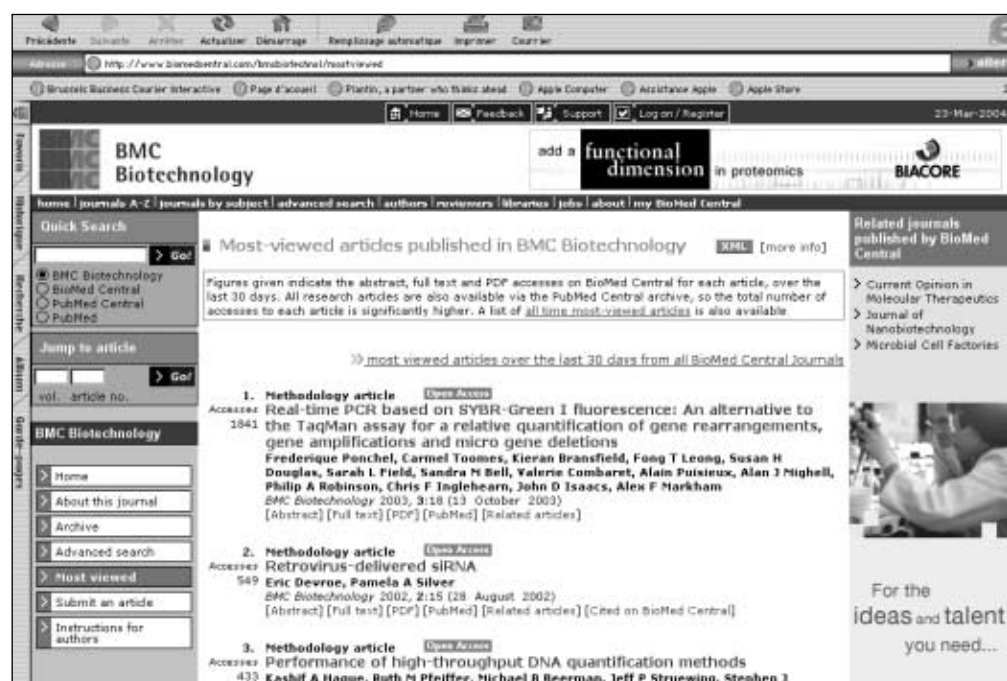 Précédente Suivante Arrêter Actualiser Démarrage Remplissage automatique Imprimer Courrier
Adresse http://www.biomedcentral.com/bmcbiotechnol/mostviewed aller
Brussels Business Courier Interactive Page d'accueil Plantin, a partner who thinks ahead Apple Computer Assistance Apple Apple Store
Home Feedback Support Log on / Register 23-Mar-2004
BMC
Biotechnology
add a functional dimension in proteomics BIACORE
home journals A-Z journals by subject advanced search authors reviewers libraries jobs about my BioMed Central
Favoris
Historique
Recherche
Album
Garde-pages
Quick Search
Go!
BMC Biotechnology
BioMed Central
PubMed Central
PubMed
Jump to article
Go!
vol. article no.
BMC Biotechnology
Home
About this journal
Archive
Advanced search
Most viewed
Submit an article
Instructions for
authors
Most-viewed articles published in BMC Biotechnology XML [more info]
Figures given indicate the abstract, full text and PDF accesses on BioMed Central for each article, over the
last 30 days. All research articles are also available via the PubMed Central archive, so the total number of
accesses to each article is significantly higher. A list of all time most-viewed articles is also available
most viewed articles over the last 30 days from all BioMed Central Journals
1. Methodology article Open Access
Accesses Real-time PCR based on SYBR-Green I fluorescence: An alternative to
1841 the TaqMan assay for a relative quantification of gene rearrangements,
gene amplifications and micro gene deletions
Frederique Ponchel, Carmel Toomes, Kieran Bransfield, Fong T Leong, Susan H
Douglas, Sarah L Field, Sandra M Bell, Valerie Combaret, Alain Puisieux, Alan J Mighell,
Philip A Robinson, Chris F Inglehearn, John D Isaacs, Alex F Markham
BMC Biotechnology 2003, 3:18 (13 October 2003)
[Abstract] [Full text] [PDF] [PubMed] [Related articles]
2. Methodology article Open Access
Accesses Retrovirus-delivered siRNA
549 Eric Devroe, Pamela A Silver
BMC Biotechnology 2002, 2:15 (28 August 2002)
[Abstract] [Full text] [PDF] [PubMed] [Related articles] [Cited on BioMed Central]
3. Methodology article Open Access
Accesses Performance of high-throughput DNA quantification methods
433 Kashif A Haque, Ruth M Pfeiffer, Michael B Beerman, Jeff P Struewing, Stephen J
Related journals
published by BioMed
Central
Current Opinion in
Molecular Therapeutics
Journal of
Nanobiotechnology
Microbial Cell Factories
For the
ideas and talent
you need...